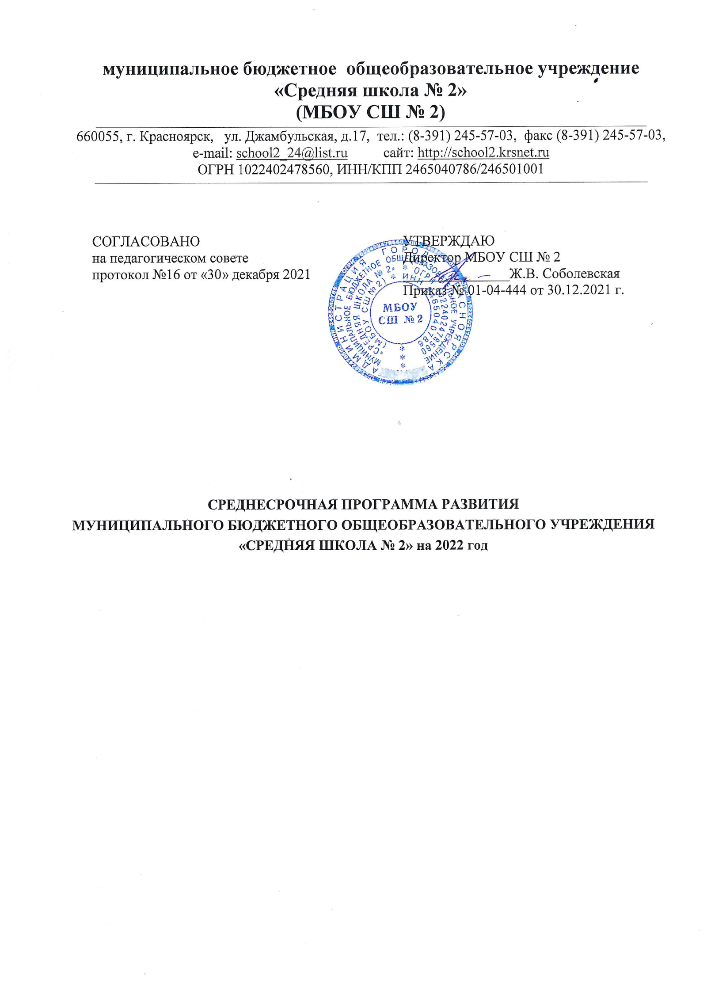 муниципальное бюджетное общеобразовательное учреждение
«Средняя школа № 2»
(МБОУ СШ № 2)
660055, г. Красноярск, ул. Джамбульская, д.17, тел.: (8-391) 245-57-03, факс (8-391) 245-57-03,
e-mail: school2_24@list.ru сайт: http://school2.krsnet.ru
ОГРН 1022402478560, ИНН/КПП 2465040786/246501001
СОГЛАСОВАНО
на педагогическом совете
протокол №16 от «30» декабря 2021
УТВЕРЖДАЮ
Директор МБОУ СШ № 2
Ж.В. Соболевская
Приказ № 01-04-444 от 30.12.2021 г.
АДМИНИСТРАЦИЯ ГОРОДА КРАСНОЯРСКА
МУНИЦИПАЛЬНОЕ БЮДЖЕТНОЕ ОБЩЕОБРАЗОВАТЕЛЬНОЕ УЧРЕЖДЕНИЕ
«СРЕДНЯЯ ШКОЛА № 2» * ОГРН 1022402478560
(МБОУ СШ № 2) * ИНН 2465040786
МБОУ
СШ № 2
СРЕДНЕСРОЧНАЯ ПРОГРАММА РАЗВИТИЯ
МУНИЦИПАЛЬНОГО БЮДЖЕТНОГО ОБЩЕОБРАЗОВАТЕЛЬНОГО УЧРЕЖДЕНИЯ
«СРЕДНЯЯ ШКОЛА № 2» на 2022 год